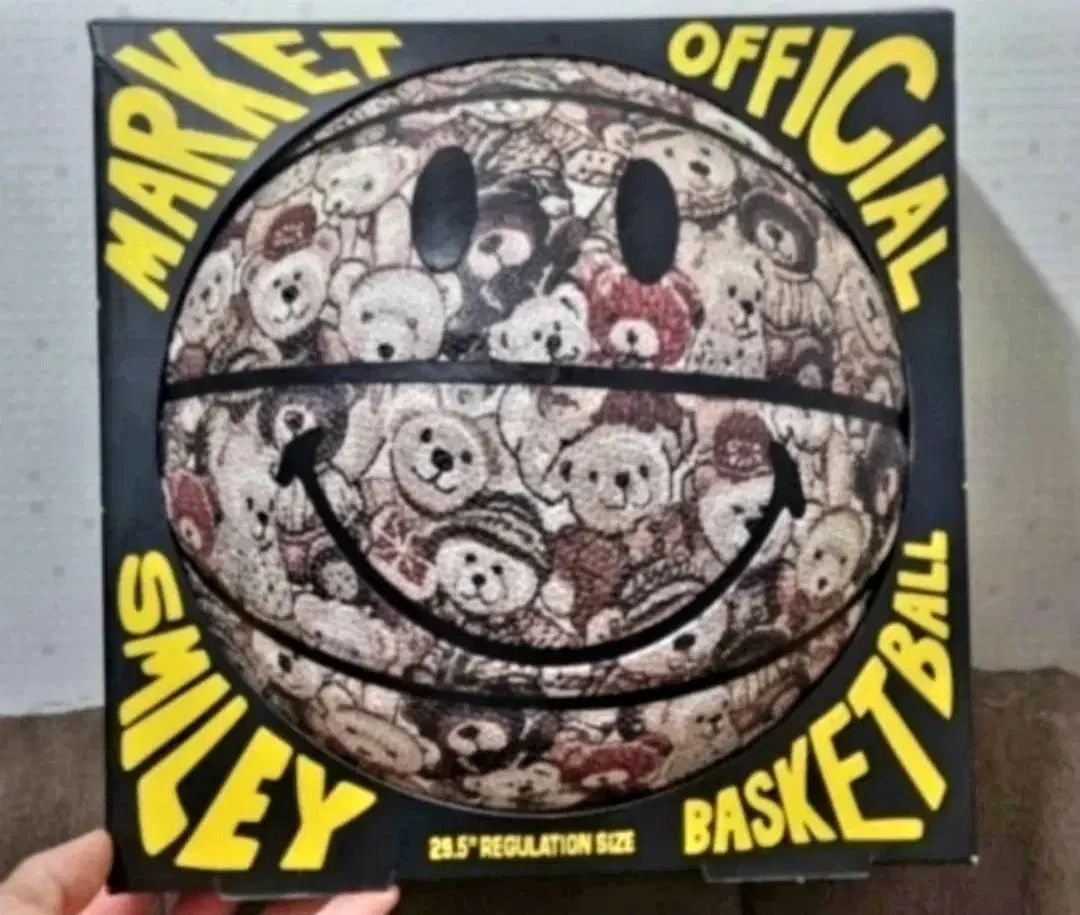 MARKET
OFFICIAL
SMILEY
BASKETBALL
29.5" REGULATION SIZE